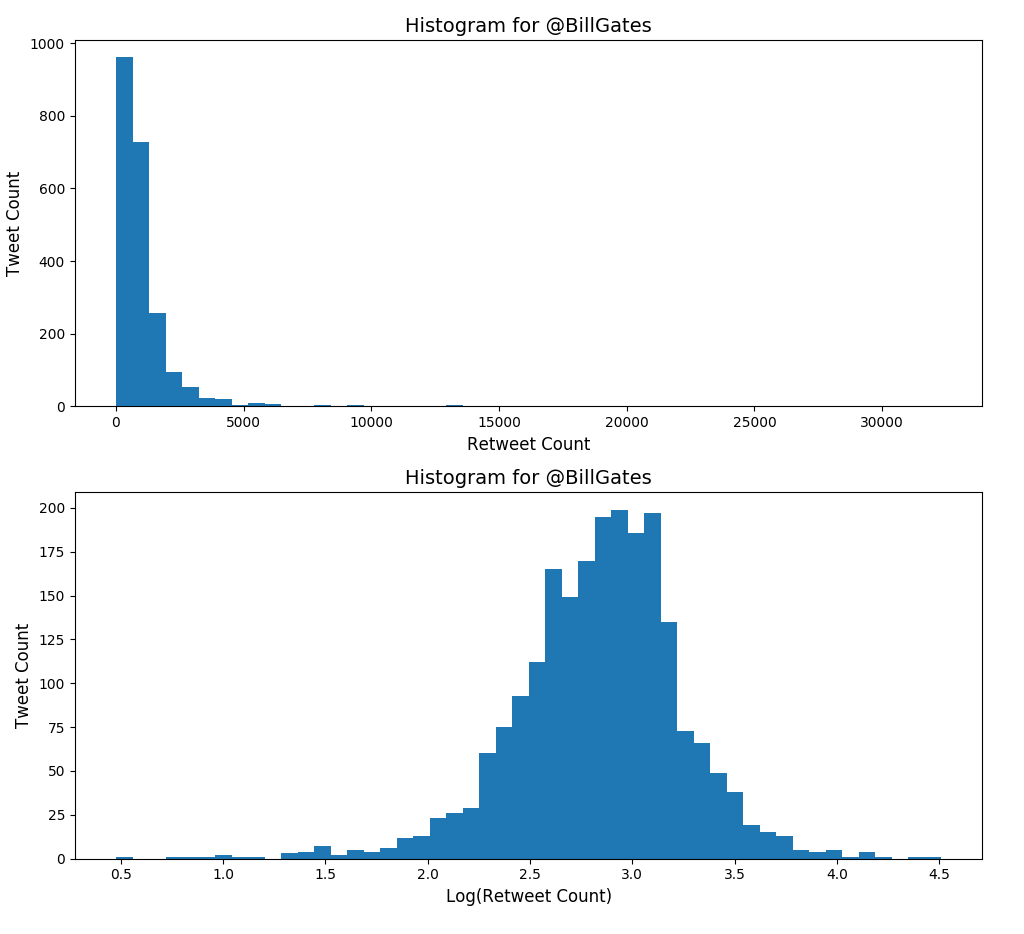 Histogram for @BillGates
1000
800
600
400
200
0
Tweet Count
0 5000 10000 15000 20000 25000 30000
Retweet Count
Histogram for @BillGates
200
175
150
125
100
75
50
25
0
Tweet Count
0.5 1.0 1.5 2.0 2.5 3.0 3.5 4.0 4.5
Log(Retweet Count)